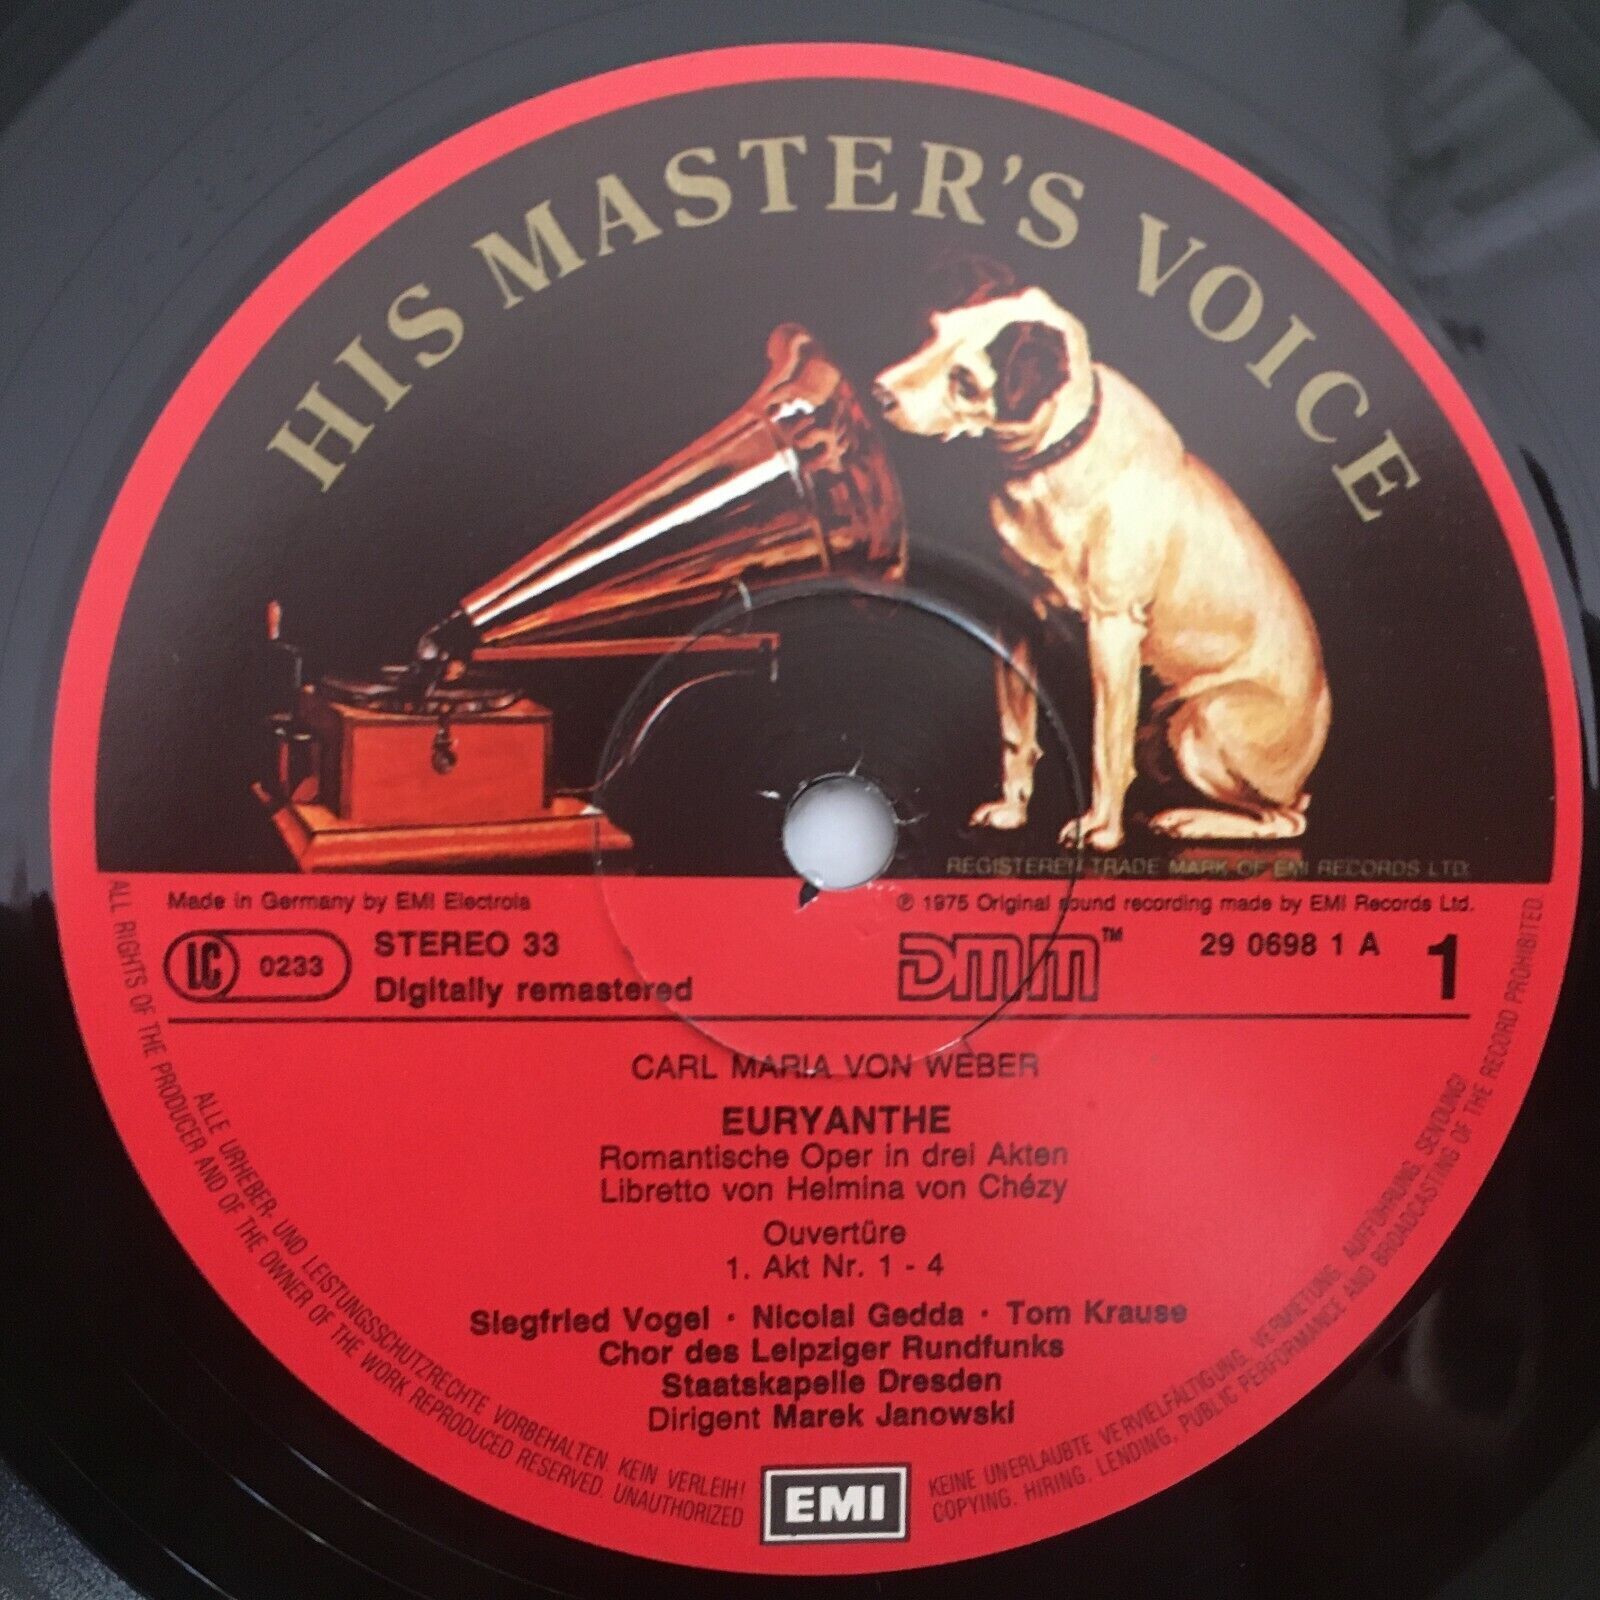 HIS MASTER'S VOICE
REGISTERED TRADE MARK OF EMI RECORDS LTD.
Made in Germany by EMI Electrola
℗ 1975 Original sound recording made by EMI Records Ltd.
LC 0233
STEREO 33
Digitally remastered
DMM™
29 0698 1 A
1
CARL MARIA VON WEBER
EURYANTHE
Romantische Oper in drei Akten
Libretto von Helmina von Chézy
Ouvertüre
1. Akt Nr. 1 - 4
Siegfried Vogel · Nicolai Gedda · Tom Krause
Chor des Leipziger Rundfunks
Staatskapelle Dresden
Dirigent Marek Janowski
EMI
ALLE URHEBER- UND LEISTUNGSSCHUTZRECHTE VORBEHALTEN. KEIN VERLEIH! KEINE UNERLAUBTE VERVIELFÄLTIGUNG, VERMIETUNG, AUFFÜHRUNG, SENDUNG!
ALL RIGHTS OF THE PRODUCER AND OF THE OWNER OF THE WORK REPRODUCED RESERVED. UNAUTHORIZED COPYING, HIRING, LENDING, PUBLIC PERFORMANCE AND BROADCASTING OF THE RECORD PROHIBITED.